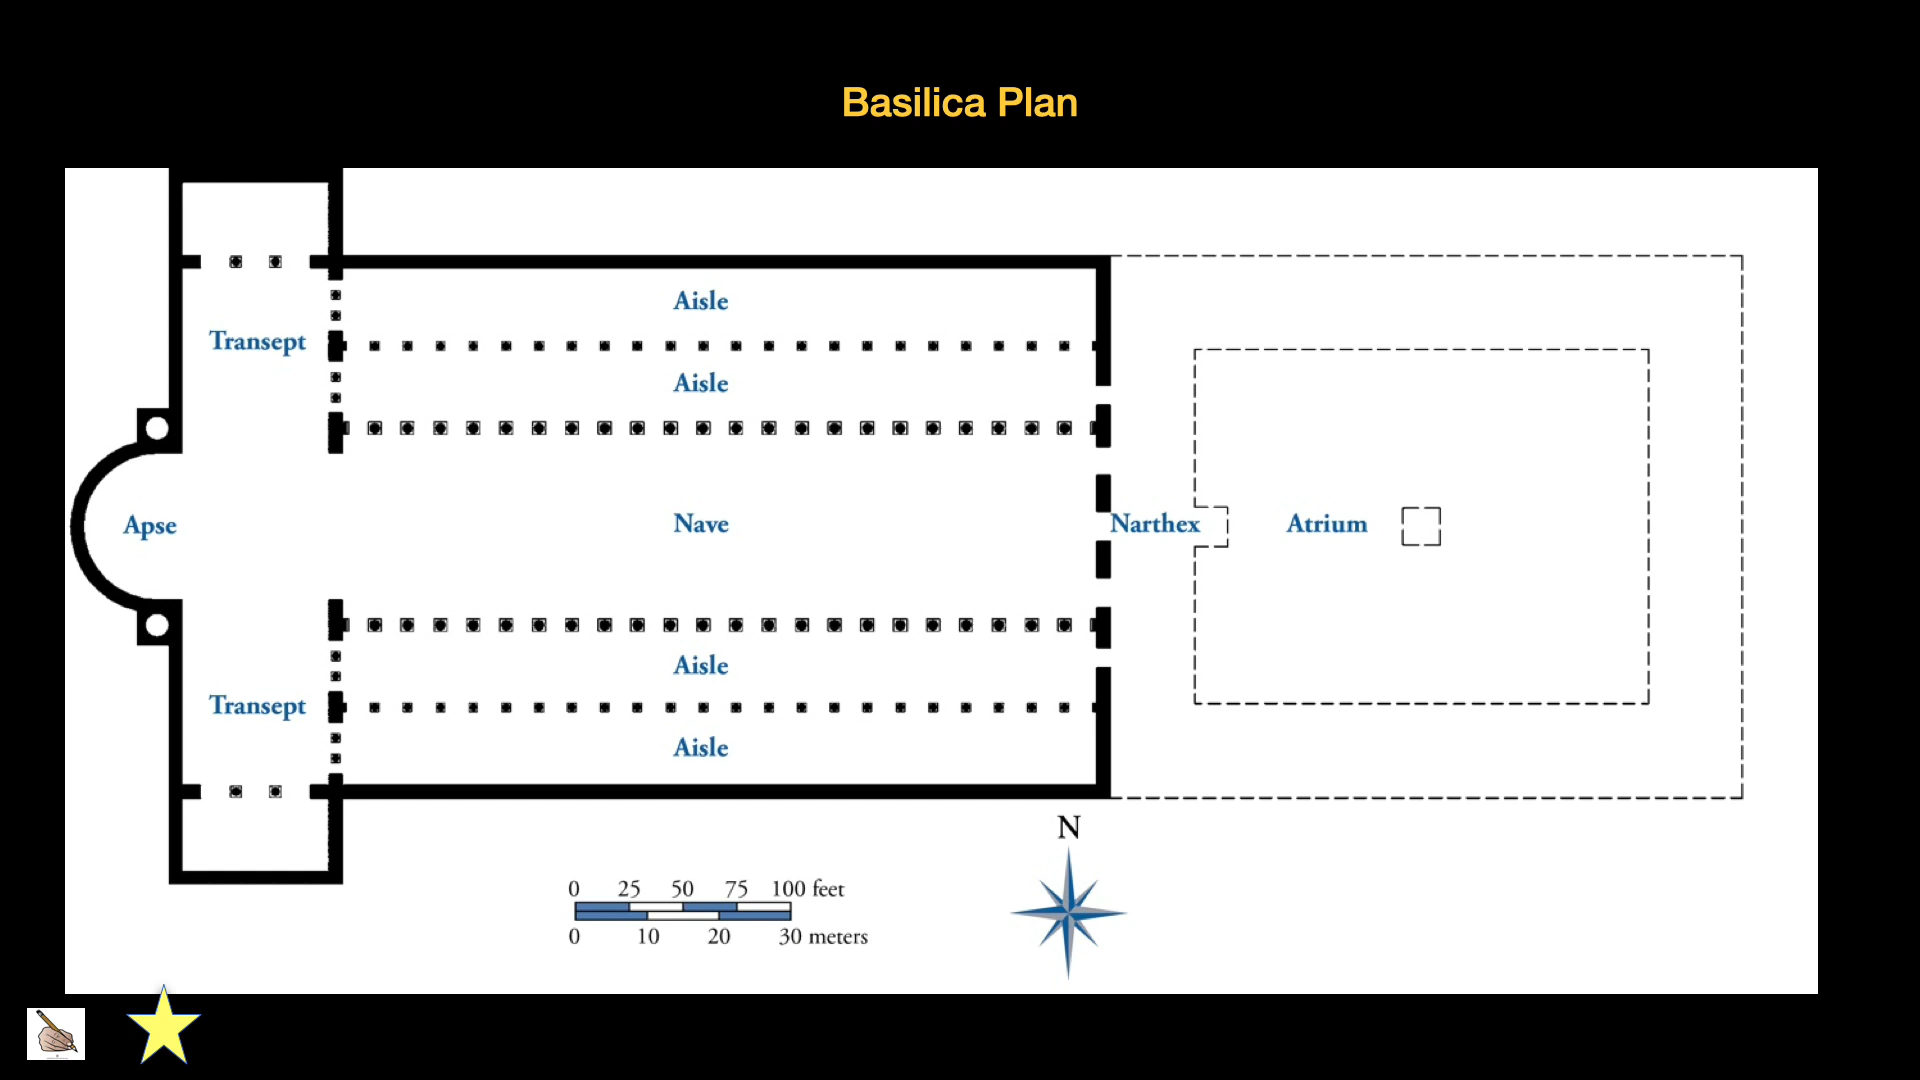 Basilica Plan
Aisle
Transept
Aisle
Apse
Nave
Narthex
Atrium
Aisle
Transept
Aisle
N
0 25 50 75 100 feet
0 10 20 30 meters